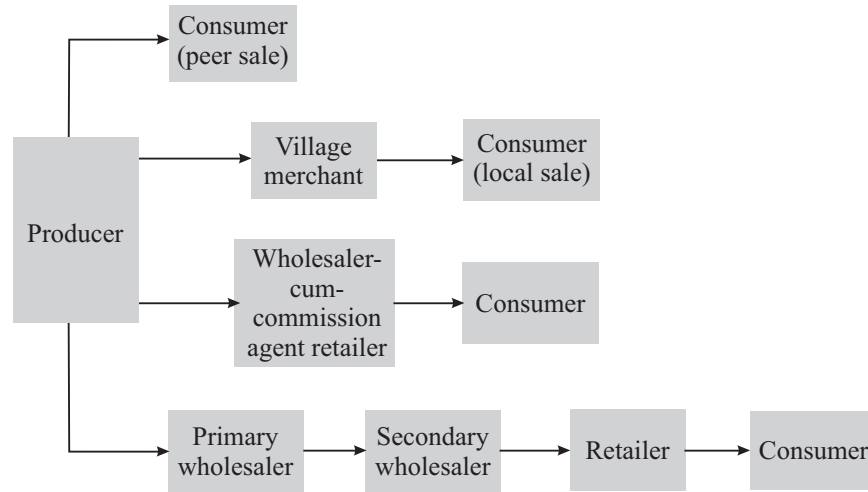 Consumer
(peer sale)
Village
merchant
Consumer
(local sale)
Producer
Wholesaler-
cum-
commission
agent retailer
Consumer
Primary
wholesaler
Secondary
wholesaler
Retailer
Consumer